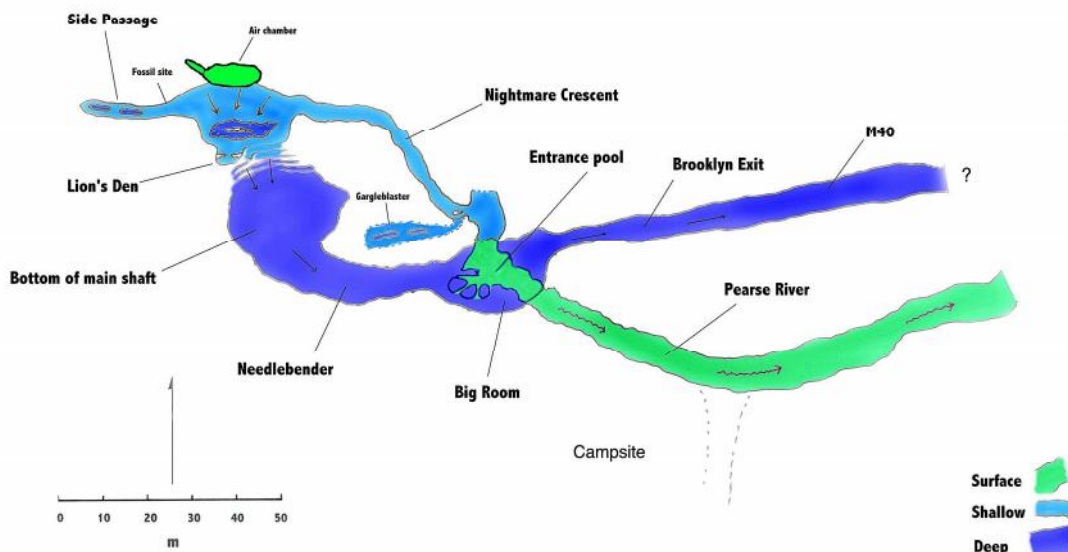 Side Passage
Air chamber
Fossil site
Nightmare Crescent
M40
Entrance pool
Brooklyn Exit
?
Lion's Den
Gargleblaster
Bottom of main shaft
Pearse River
Needlebender
Big Room
Campsite
Surface
Shallow
Deep
0 10 20 30 40 50
m